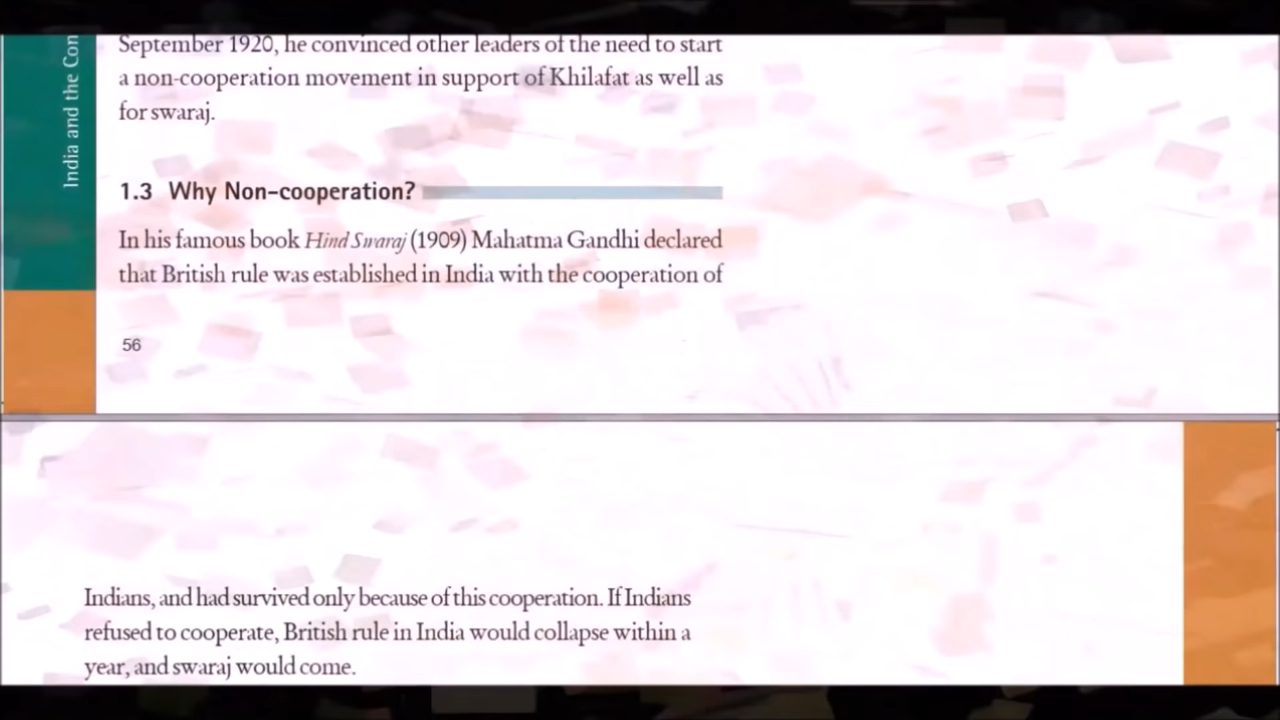 September 1920, he convinced other leaders of the need to start
a non-cooperation movement in support of Khilafat as well as
for swaraj.
India and the Con
1.3 Why Non-cooperation?
In his famous book Hind Swaraj (1909) Mahatma Gandhi declared
that British rule was established in India with the cooperation of
56
Indians, and had survived only because of this cooperation. If Indians
refused to cooperate, British rule in India would collapse within a
year, and swaraj would come.